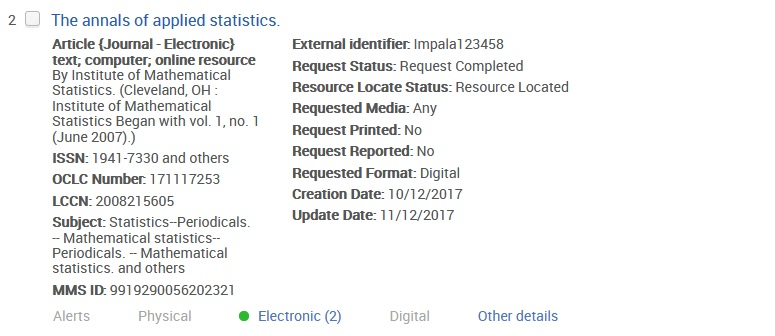 2 The annals of applied statistics.
Article {Journal - Electronic}
text; computer; online resource
By Institute of Mathematical
Statistics. (Cleveland, OH :
Institute of Mathematical
Statistics Began with vol. 1, no. 1
(June 2007).)
ISSN: 1941-7330 and others
OCLC Number: 171117253
LCCN: 2008215605
Subject: Statistics--Periodicals.
-- Mathematical statistics--
Periodicals. -- Mathematical
statistics. and others
MMS ID: 9919290056202321
External identifier: Impala123458
Request Status: Request Completed
Resource Locate Status: Resource Located
Requested Media: Any
Request Printed: No
Request Reported: No
Requested Format: Digital
Creation Date: 10/12/2017
Update Date: 11/12/2017
Alerts Physical Electronic (2) Digital Other details